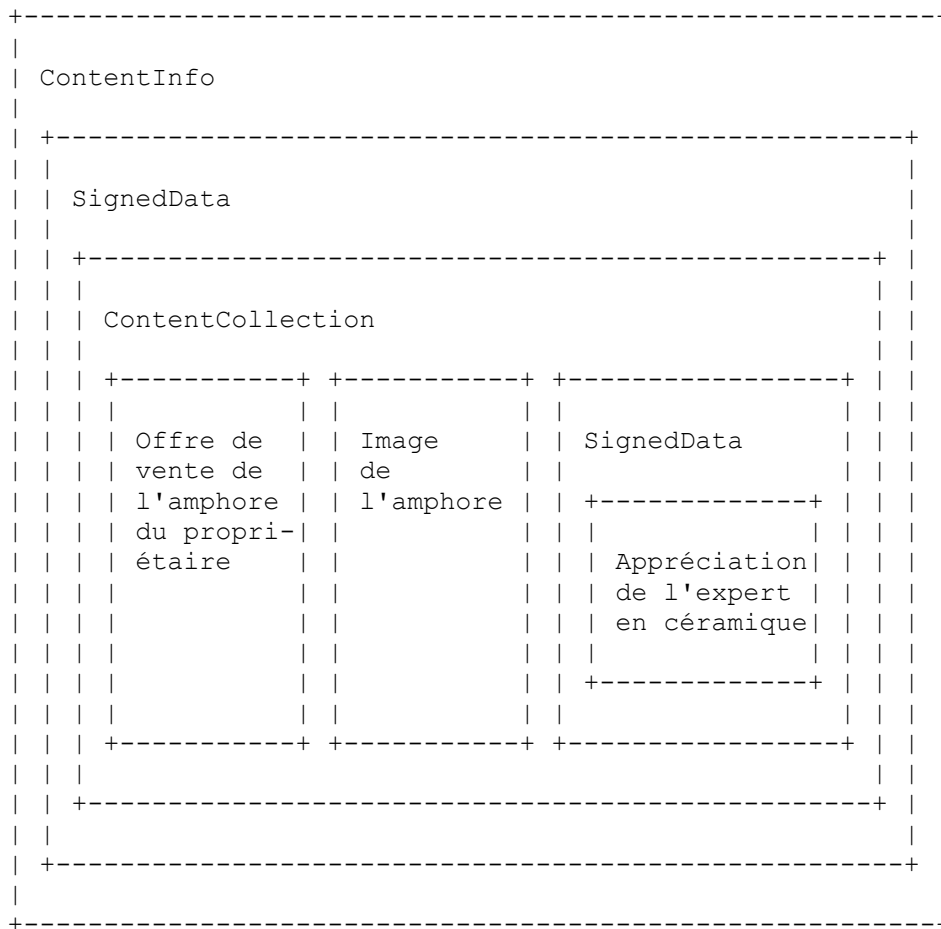 ContentInfo
SignedData
ContentCollection
Offre de
vente de
l'amphore
du propri-
étaire
Image
de
l'amphore
SignedData
Appréciation
de l'expert
en céramique